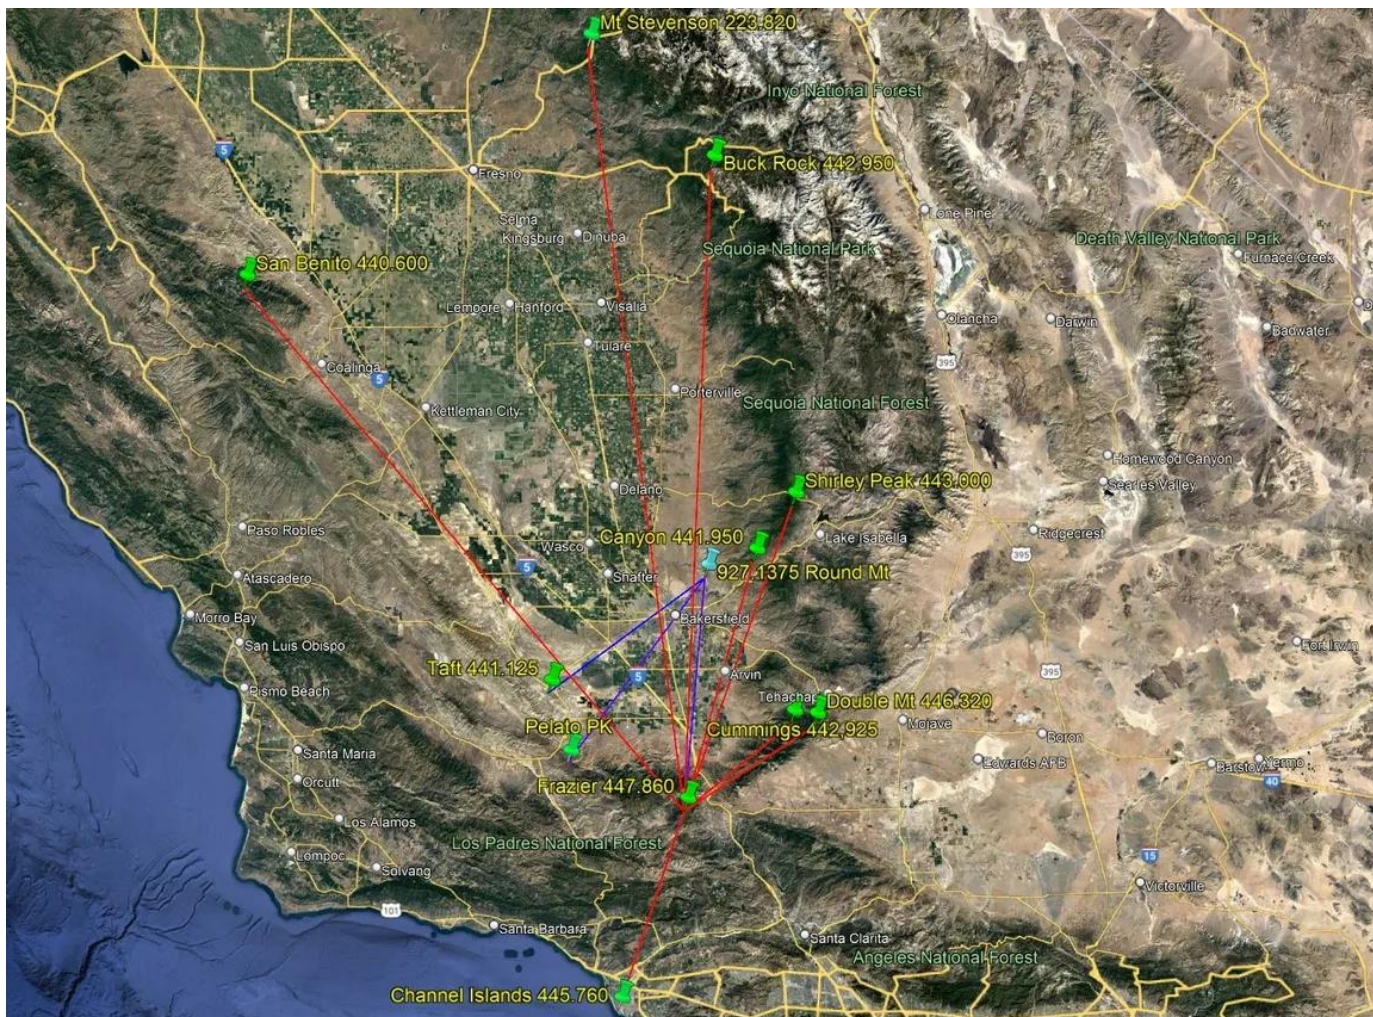 Mt Stevenson 223.820
Inyo National Forest
5
Buck Rock 442.950
Fresno
Lone Pine
Selma
Kingsburg
Dinuba
Sequoia National Park
Death Valley National Park
Furnace Creek
San Benito 440.600
Lemoore
Hanford
Visalia
Olancha
Darwin
Badwater
Tulare
Coalinga
5
395
Porterville
Kettleman City
Sequoia National Forest
Homewood Canyon
Shirley Peak 443.000
Searles Valley
Delano
Paso Robles
Canyon 441.950
Lake Isabella
Ridgecrest
Wasco
395
5
927-1375 Round Mt
Shafter
Atascadero
Morro Bay
Bakersfield
San Luis Obispo
Fort Irwin
Taft 441.125
5
Arvin
395
Pismo Beach
Tehachapi
Double Mt 446.320
Pelato PK
Cummings 442.925
Mojave
Boron
Santa Maria
Edwards AFB
Barstow
Yermo
40
Orcutt
Frazier 447.860
Los Alamos
Los Padres National Forest
Lompoc
Solvang
15
Victorville
101
Santa Barbara
Santa Clarita
Angeles National Forest
Channel Islands 445.760